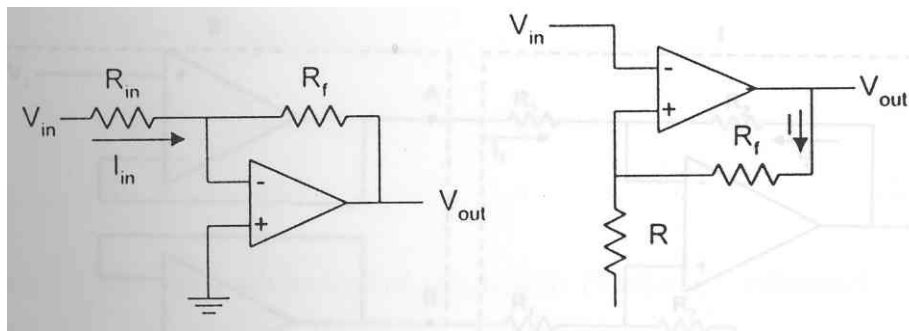 V_in
R_in
R_f
I_in
-
+
V_out
V_in
-
+
V_out
I
R_f
R